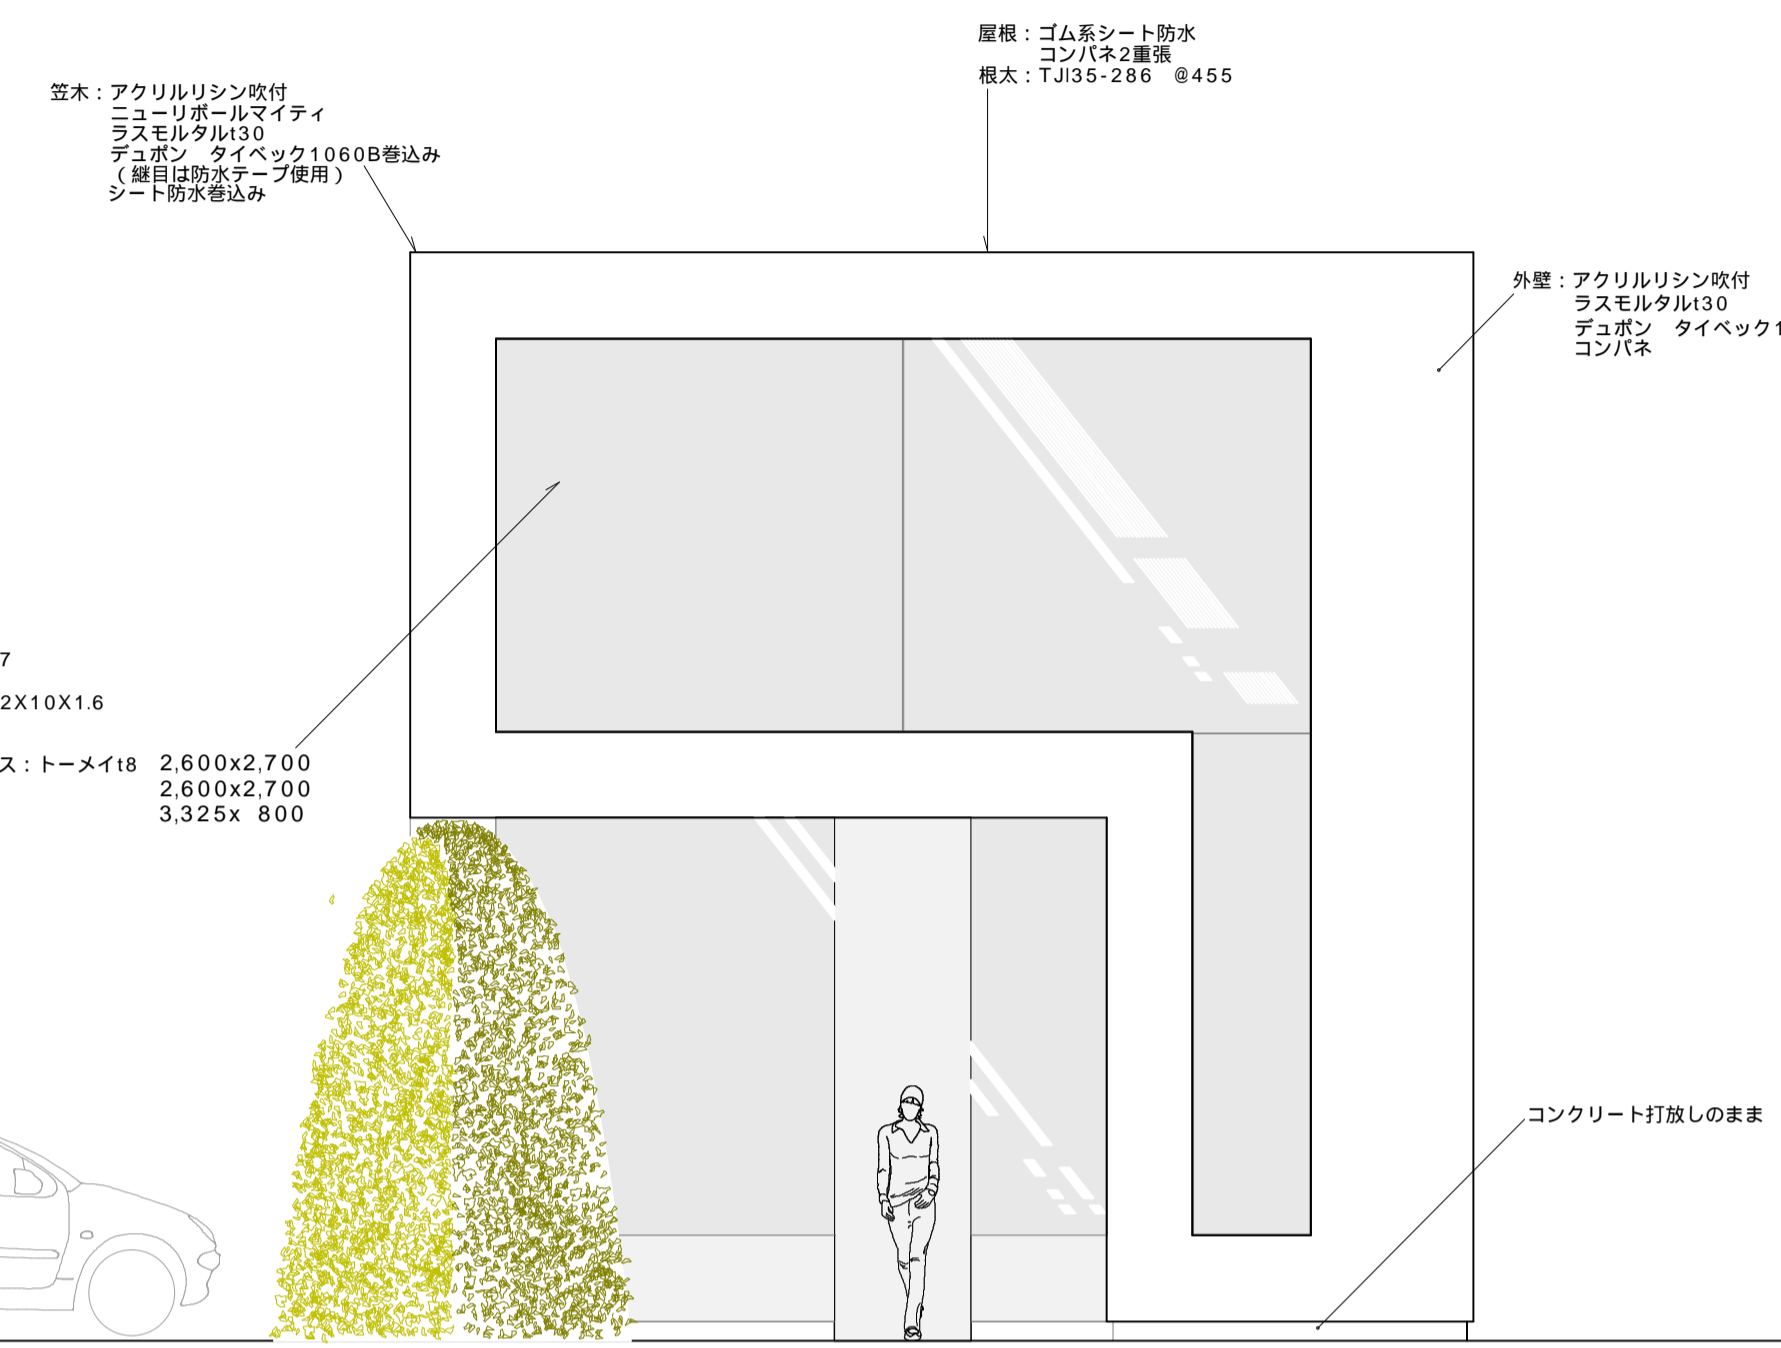 屋根：ゴム系シート防水
コンパネ2重張
根太：TJI35-286　@455
笠木：アクリルリシン吹付
ニューリボールマイティ
ラスモルタルt30
デュポン　タイベック1060B巻込み
（継目は防水テープ使用）
シート防水巻込み
外壁：アクリルリシン吹付
ラスモルタルt30
デュポン　タイベック1
コンパネ
7
2X10X1.6
ス：トーメイt8　2,600x2,700
2,600x2,700
3,325x 800
コンクリート打放しのまま